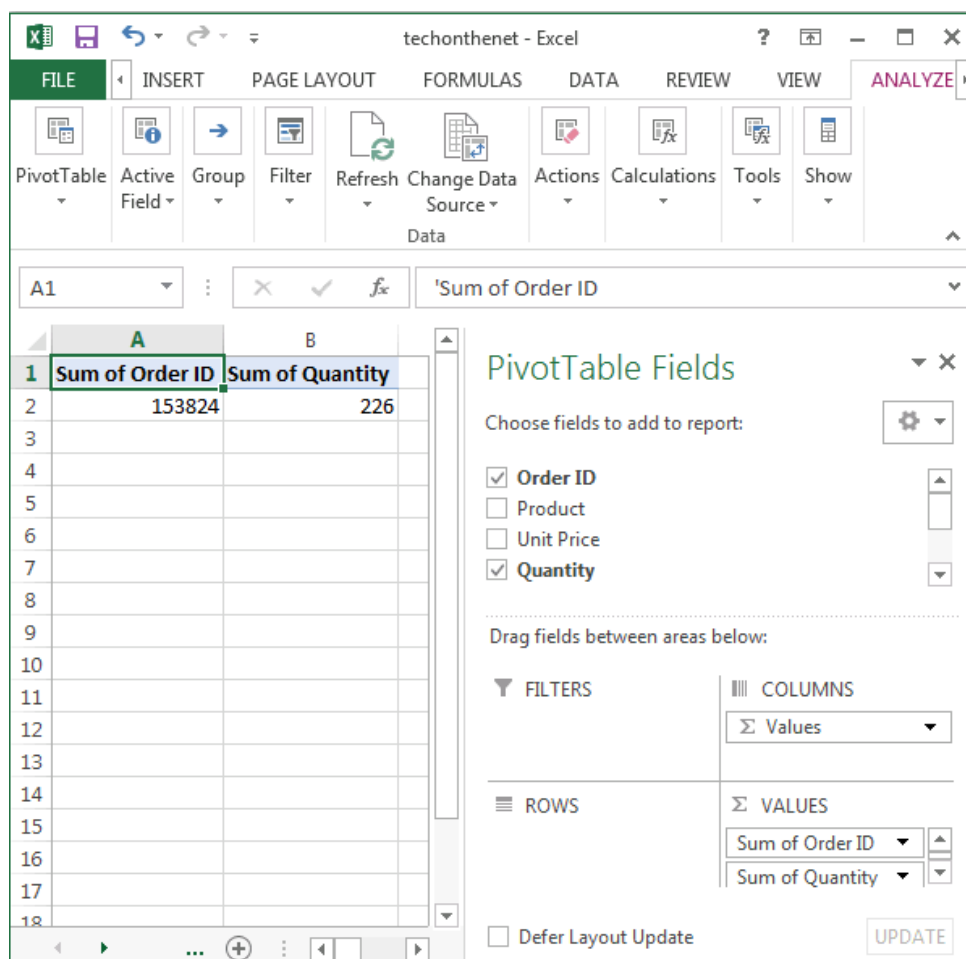 techonthenet - Excel
?
FILE INSERT PAGE LAYOUT FORMULAS DATA REVIEW VIEW ANALYZE
PivotTable
Active
Field
Group
Filter
Refresh
Change Data
Source
Data
Actions
Calculations
Tools
Show
A1 fx 'Sum of Order ID
A B
1 Sum of Order ID Sum of Quantity
2 153824 226
3
4
5
6
7
8
9
10
11
12
13
14
15
16
17
18
...
PivotTable Fields
Choose fields to add to report:
Order ID
Product
Unit Price
Quantity
Drag fields between areas below:
FILTERS
COLUMNS
Σ Values
ROWS
Σ VALUES
Sum of Order ID
Sum of Quantity
Defer Layout Update
UPDATE